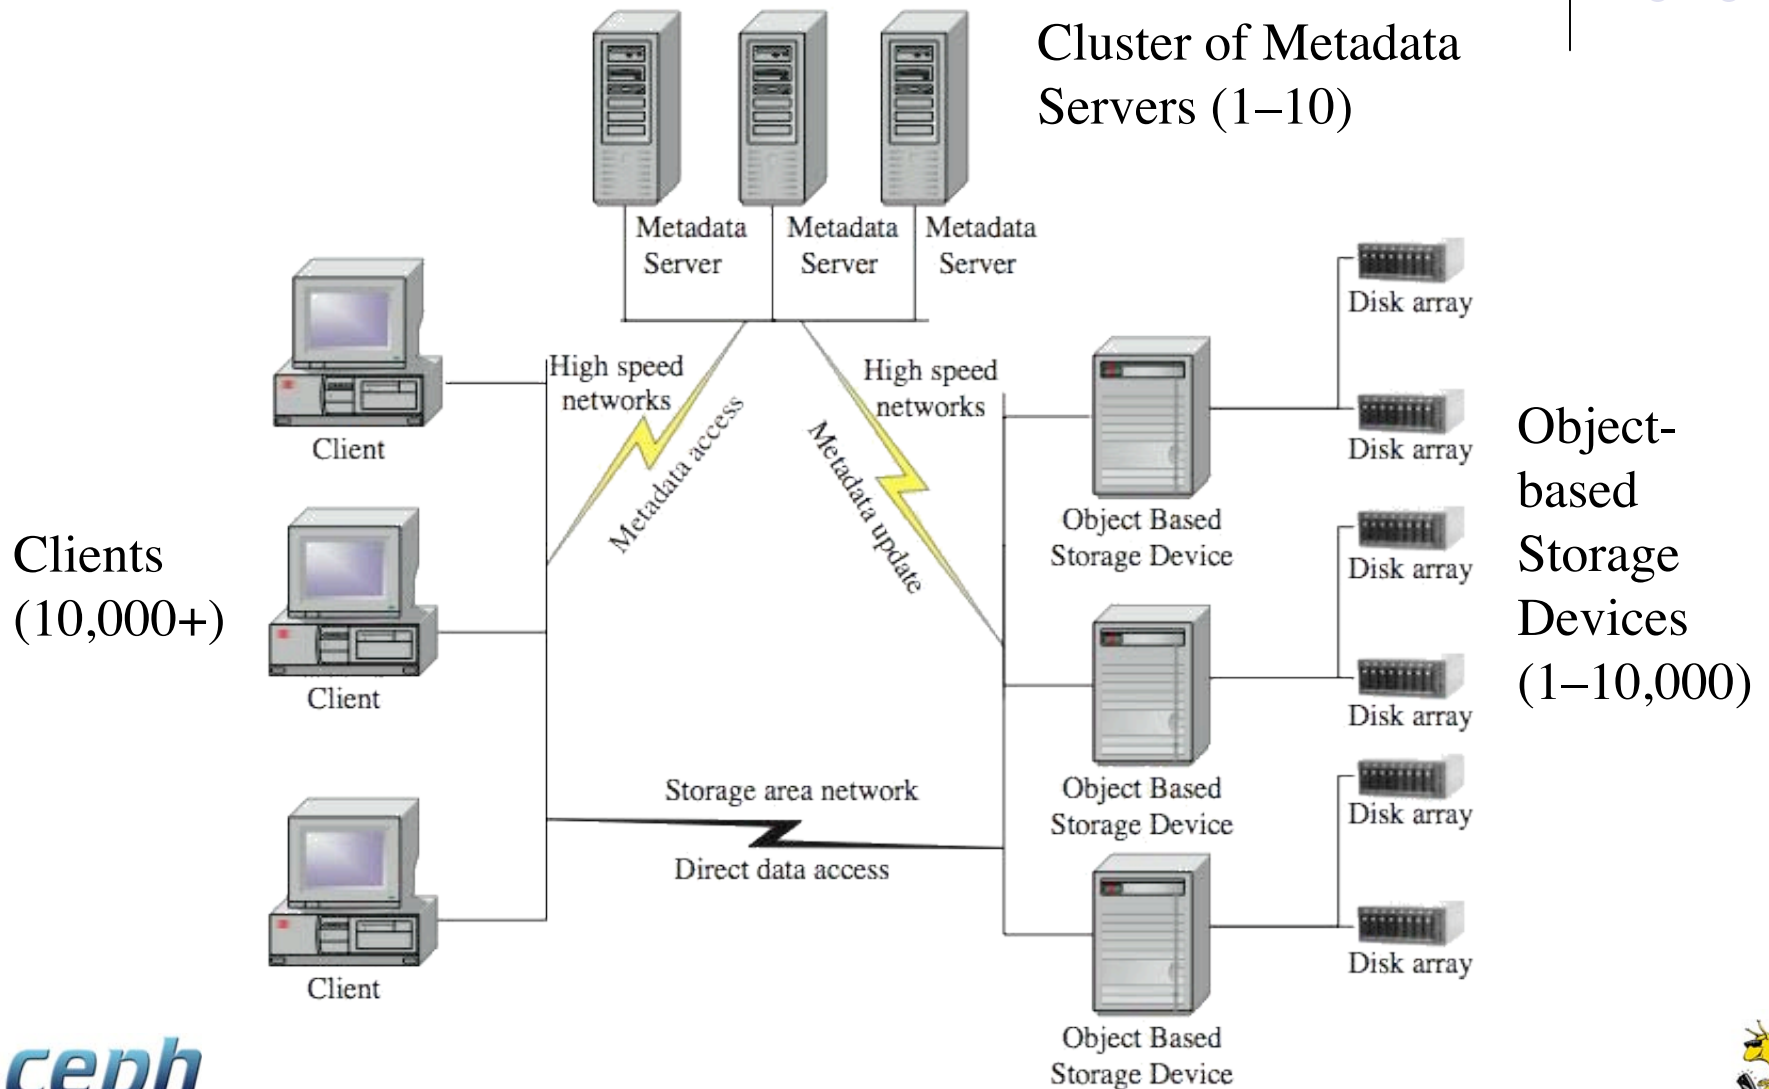 Cluster of Metadata
Servers (1–10)
Metadata
Server
Metadata
Server
Metadata
Server
Disk array
High speed
networks
High speed
networks
Metadata access
Metadata update
Client
Disk array
Object-
based
Storage
Devices
(1–10,000)
Object Based
Storage Device
Disk array
Clients
(10,000+)
Client
Disk array
Storage area network
Direct data access
Object Based
Storage Device
Disk array
Client
Disk array
Object Based
Storage Device
ceph